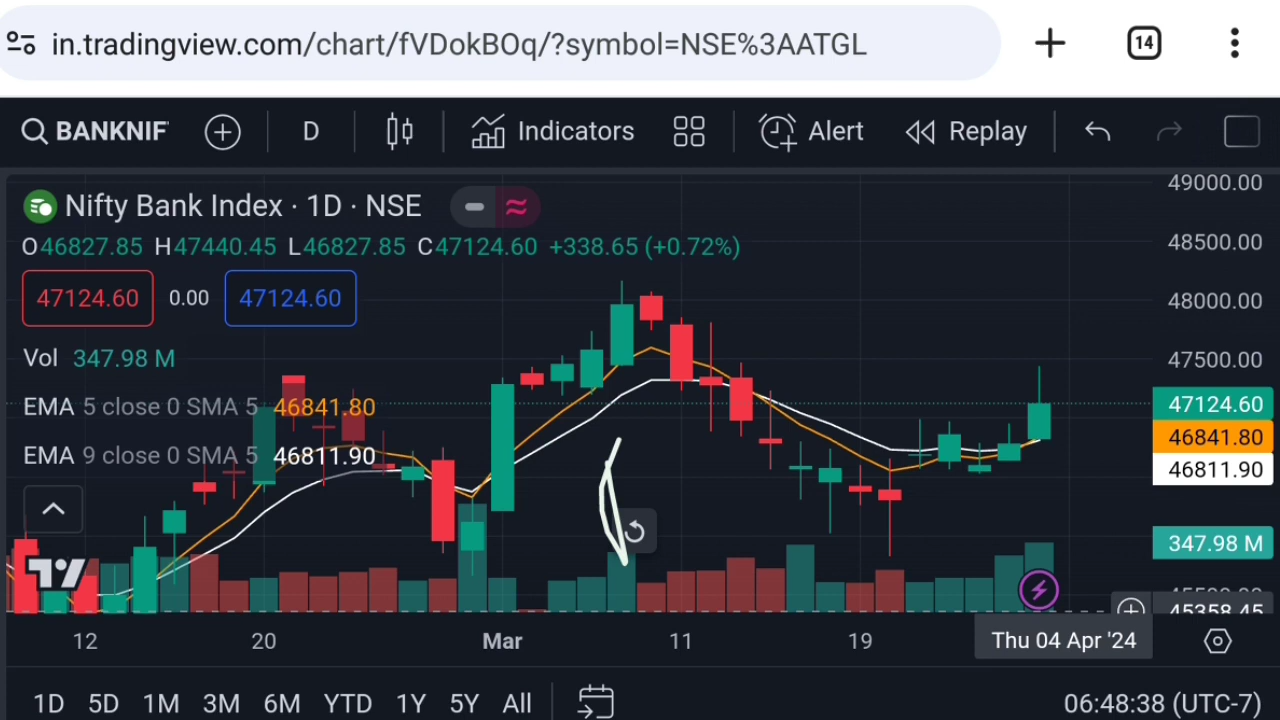 in.tradingview.com/chart/fVDokBOq/?symbol=NSE%3AATGL
14
BANKNIF
D
Indicators
Alert
Replay
Nifty Bank Index · 1D · NSE
O46827.85 H47440.45 L46827.85 C47124.60 +338.65 (+0.72%)
47124.60 0.00 47124.60
Vol 347.98 M
EMA 5 close 0 SMA 5 46841.80
EMA 9 close 0 SMA 5 46811.90
49000.00
48500.00
48000.00
47500.00
47124.60
46841.80
46811.90
347.98 M
45358.45
12 20 Mar 11 19 Thu 04 Apr '24
1D 5D 1M 3M 6M YTD 1Y 5Y All 06:48:38 (UTC-7)